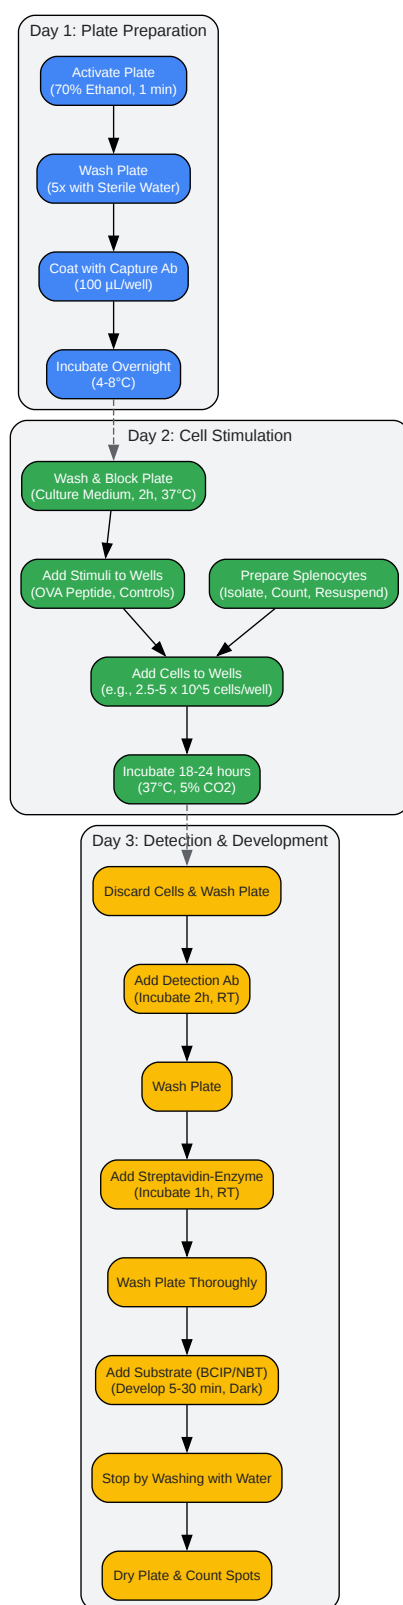 Day 1: Plate Preparation
Activate Plate
(70% Ethanol, 1 min)
Wash Plate
(5x with Sterile Water)
Coat with Capture Ab
(100 µL/well)
Incubate Overnight
(4-8°C)
Day 2: Cell Stimulation
Wash & Block Plate
(Culture Medium, 2h, 37°C)
Add Stimuli to Wells
(OVA Peptide, Controls)
Prepare Splenocytes
(Isolate, Count, Resuspend)
Add Cells to Wells
(e.g., 2.5-5 x 10^5 cells/well)
Incubate 18-24 hours
(37°C, 5% CO2)
Day 3: Detection & Development
Discard Cells & Wash Plate
Add Detection Ab
(Incubate 2h, RT)
Wash Plate
Add Streptavidin-Enzyme
(Incubate 1h, RT)
Wash Plate Thoroughly
Add Substrate (BCIP/NBT)
(Develop 5-30 min, Dark)
Stop by Washing with Water
Dry Plate & Count Spots